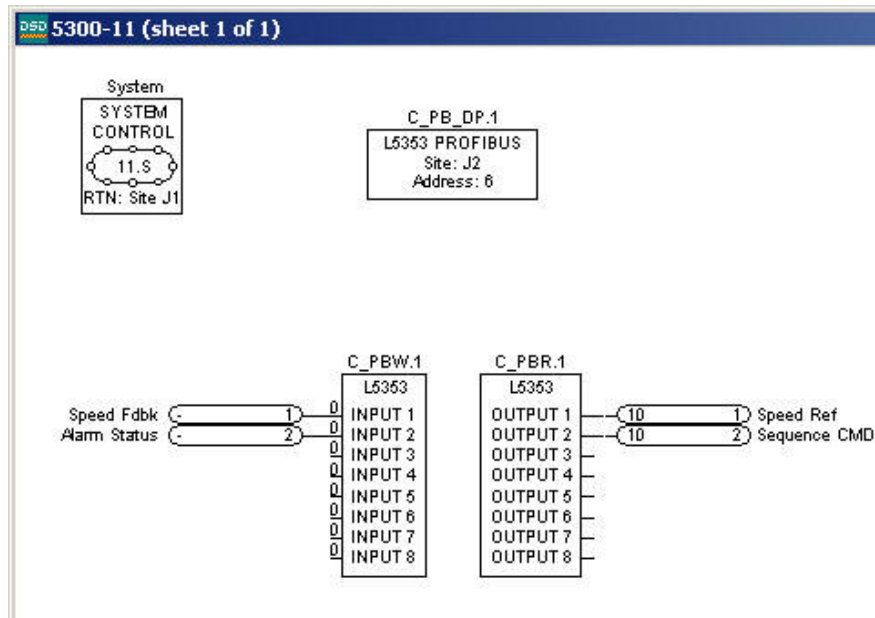 DSD 5300-11 (sheet 1 of 1)
System
SYSTEM
CONTROL
11.S
RTN: Site J1
C_PB_DP.1
L5353 PROFIBUS
Site: J2
Address: 6
C_PBW.1
L5353
Speed Fdbk - 1 0 INPUT 1
Alarm Status - 2 0 INPUT 2
0 INPUT 3
0 INPUT 4
0 INPUT 5
0 INPUT 6
0 INPUT 7
0 INPUT 8
C_PBR.1
L5353
OUTPUT 1 10 1 Speed Ref
OUTPUT 2 10 2 Sequence CMD
OUTPUT 3
OUTPUT 4
OUTPUT 5
OUTPUT 6
OUTPUT 7
OUTPUT 8